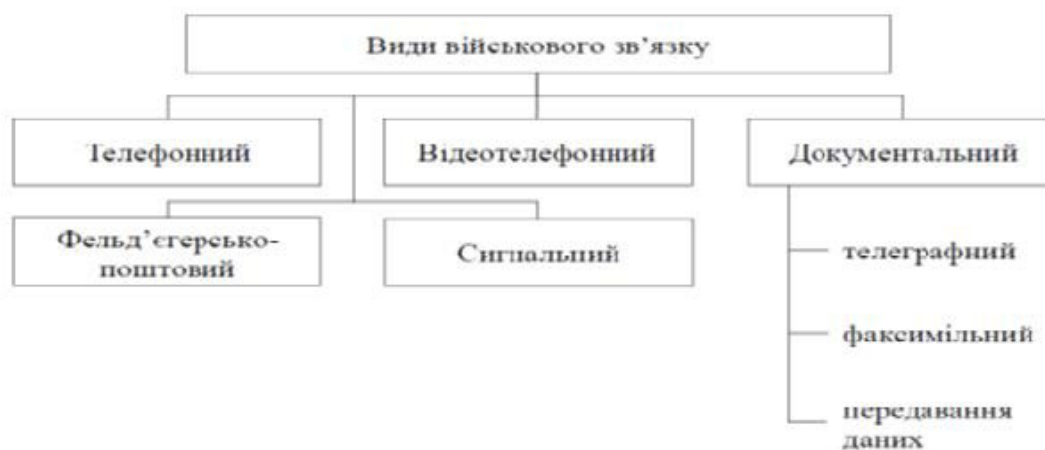 Види військового зв’язку
Телефонний
Відеотелефонний
Документальний
Фельд’єгерсько-
поштовий
Сигнальний
телеграфний
факсимільний
передавання
даних